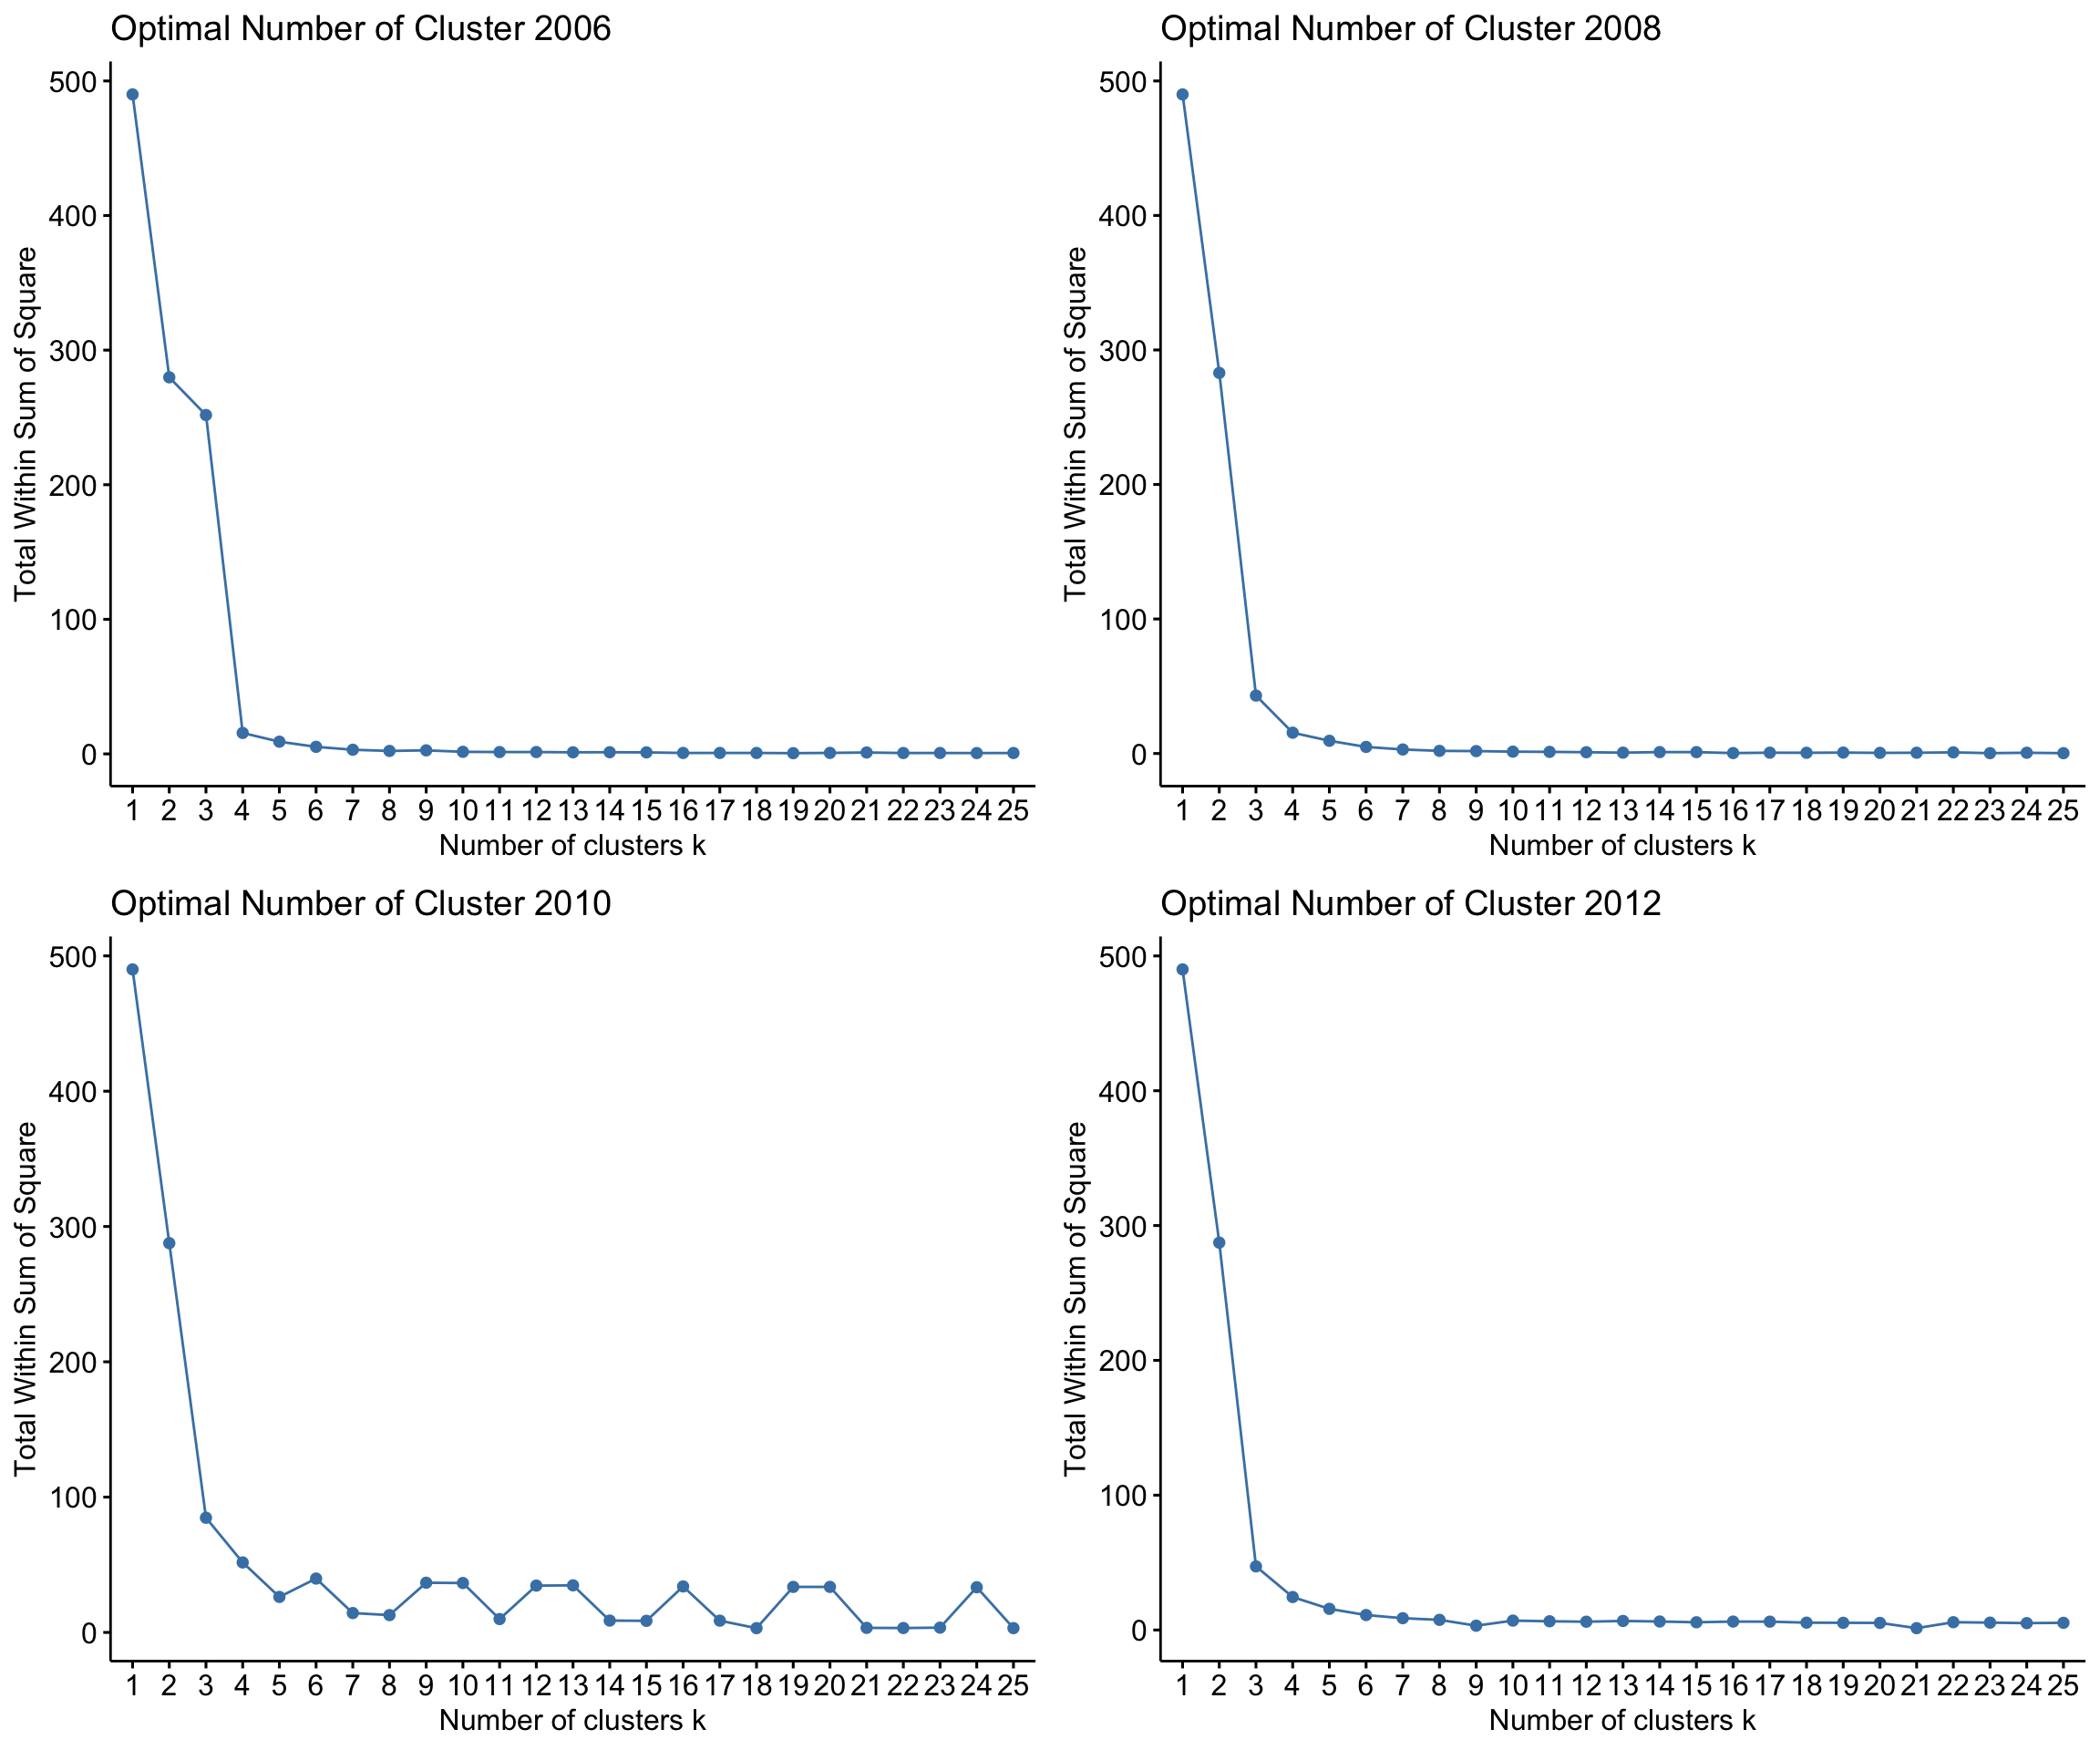 Optimal Number of Cluster 2006
Total Within Sum of Square
500
400
300
200
100
0
1 2 3 4 5 6 7 8 9 10 11 12 13 14 15 16 17 18 19 20 21 22 23 24 25
Number of clusters k
Optimal Number of Cluster 2008
Total Within Sum of Square
500
400
300
200
100
0
1 2 3 4 5 6 7 8 9 10 11 12 13 14 15 16 17 18 19 20 21 22 23 24 25
Number of clusters k
Optimal Number of Cluster 2010
Total Within Sum of Square
500
400
300
200
100
0
1 2 3 4 5 6 7 8 9 10 11 12 13 14 15 16 17 18 19 20 21 22 23 24 25
Number of clusters k
Optimal Number of Cluster 2012
Total Within Sum of Square
500
400
300
200
100
0
1 2 3 4 5 6 7 8 9 10 11 12 13 14 15 16 17 18 19 20 21 22 23 24 25
Number of clusters k